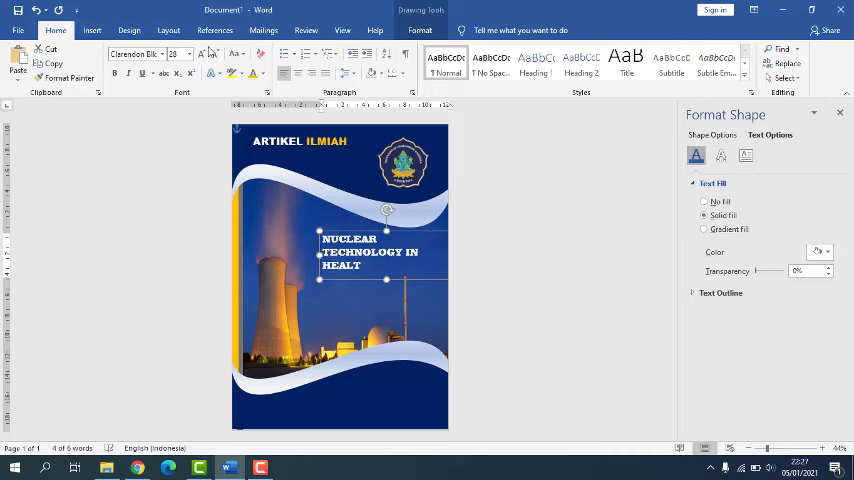 Document1 - Word
Drawing Tools
Sign in
File
Home
Insert
Design
Layout
References
Mailings
Review
View
Help
Format
Tell me what you want to do
Share
Paste
Cut
Copy
Format Painter
Clipboard
Clarendon Blk
28
Font
Paragraph
AaBbCcDc
¶ Normal
AaBbCcDc
¶ No Spac...
AaBbCc
Heading 1
AaBbCcD
Heading 2
AaB
Title
AaBbCcD
Subtitle
AaBbCcDc
Subtle Em...
Styles
Find
Replace
Select
Editing
ARTIKEL ILMIAH
NUCLEAR
TECHNOLOGY IN
HEALT
Format Shape
Shape Options
Text Options
Text Fill
No fill
Solid fill
Gradient fill
Color
Transparency
0%
Text Outline
Page 1 of 1
4 of 6 words
English (Indonesia)
44%
22:27
05/01/2021